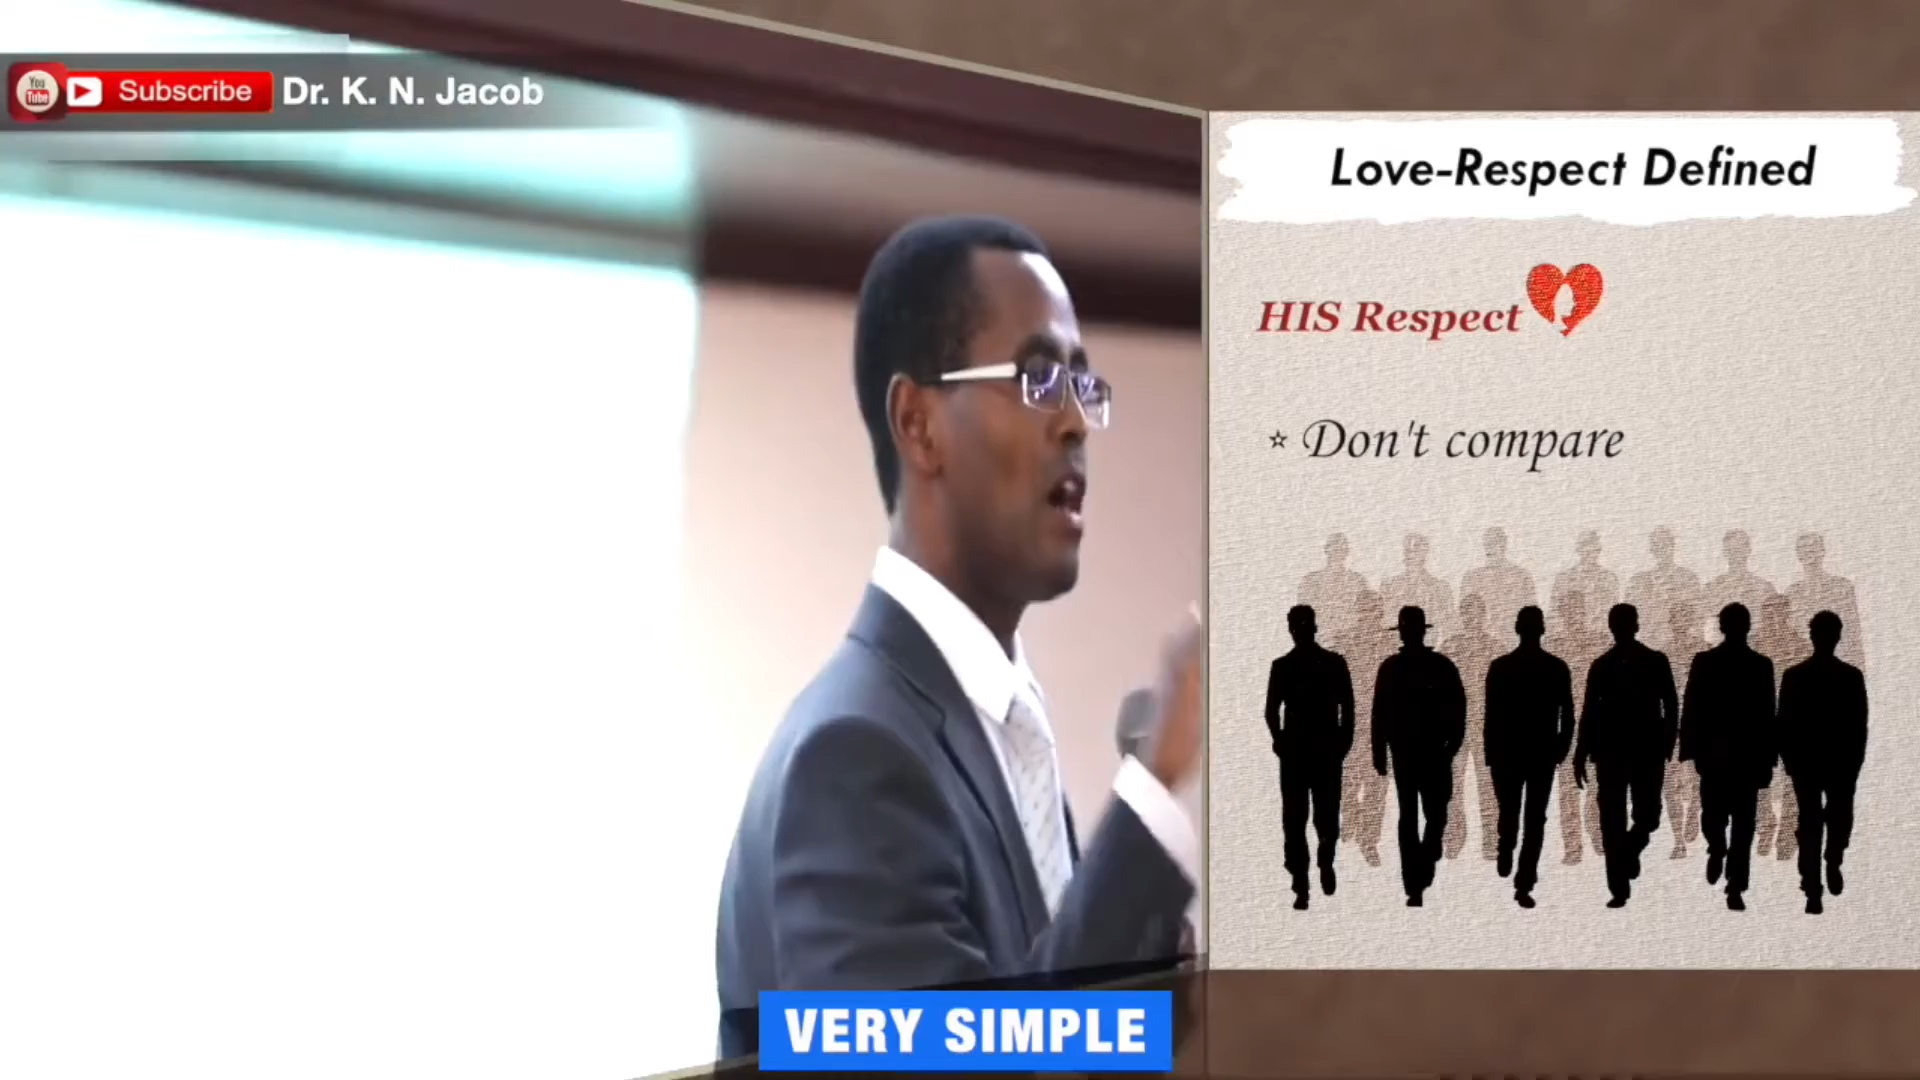 You
Tube
Subscribe
Dr. K. N. Jacob
Love-Respect Defined
HIS Respect
☆ Don't compare
VERY SIMPLE